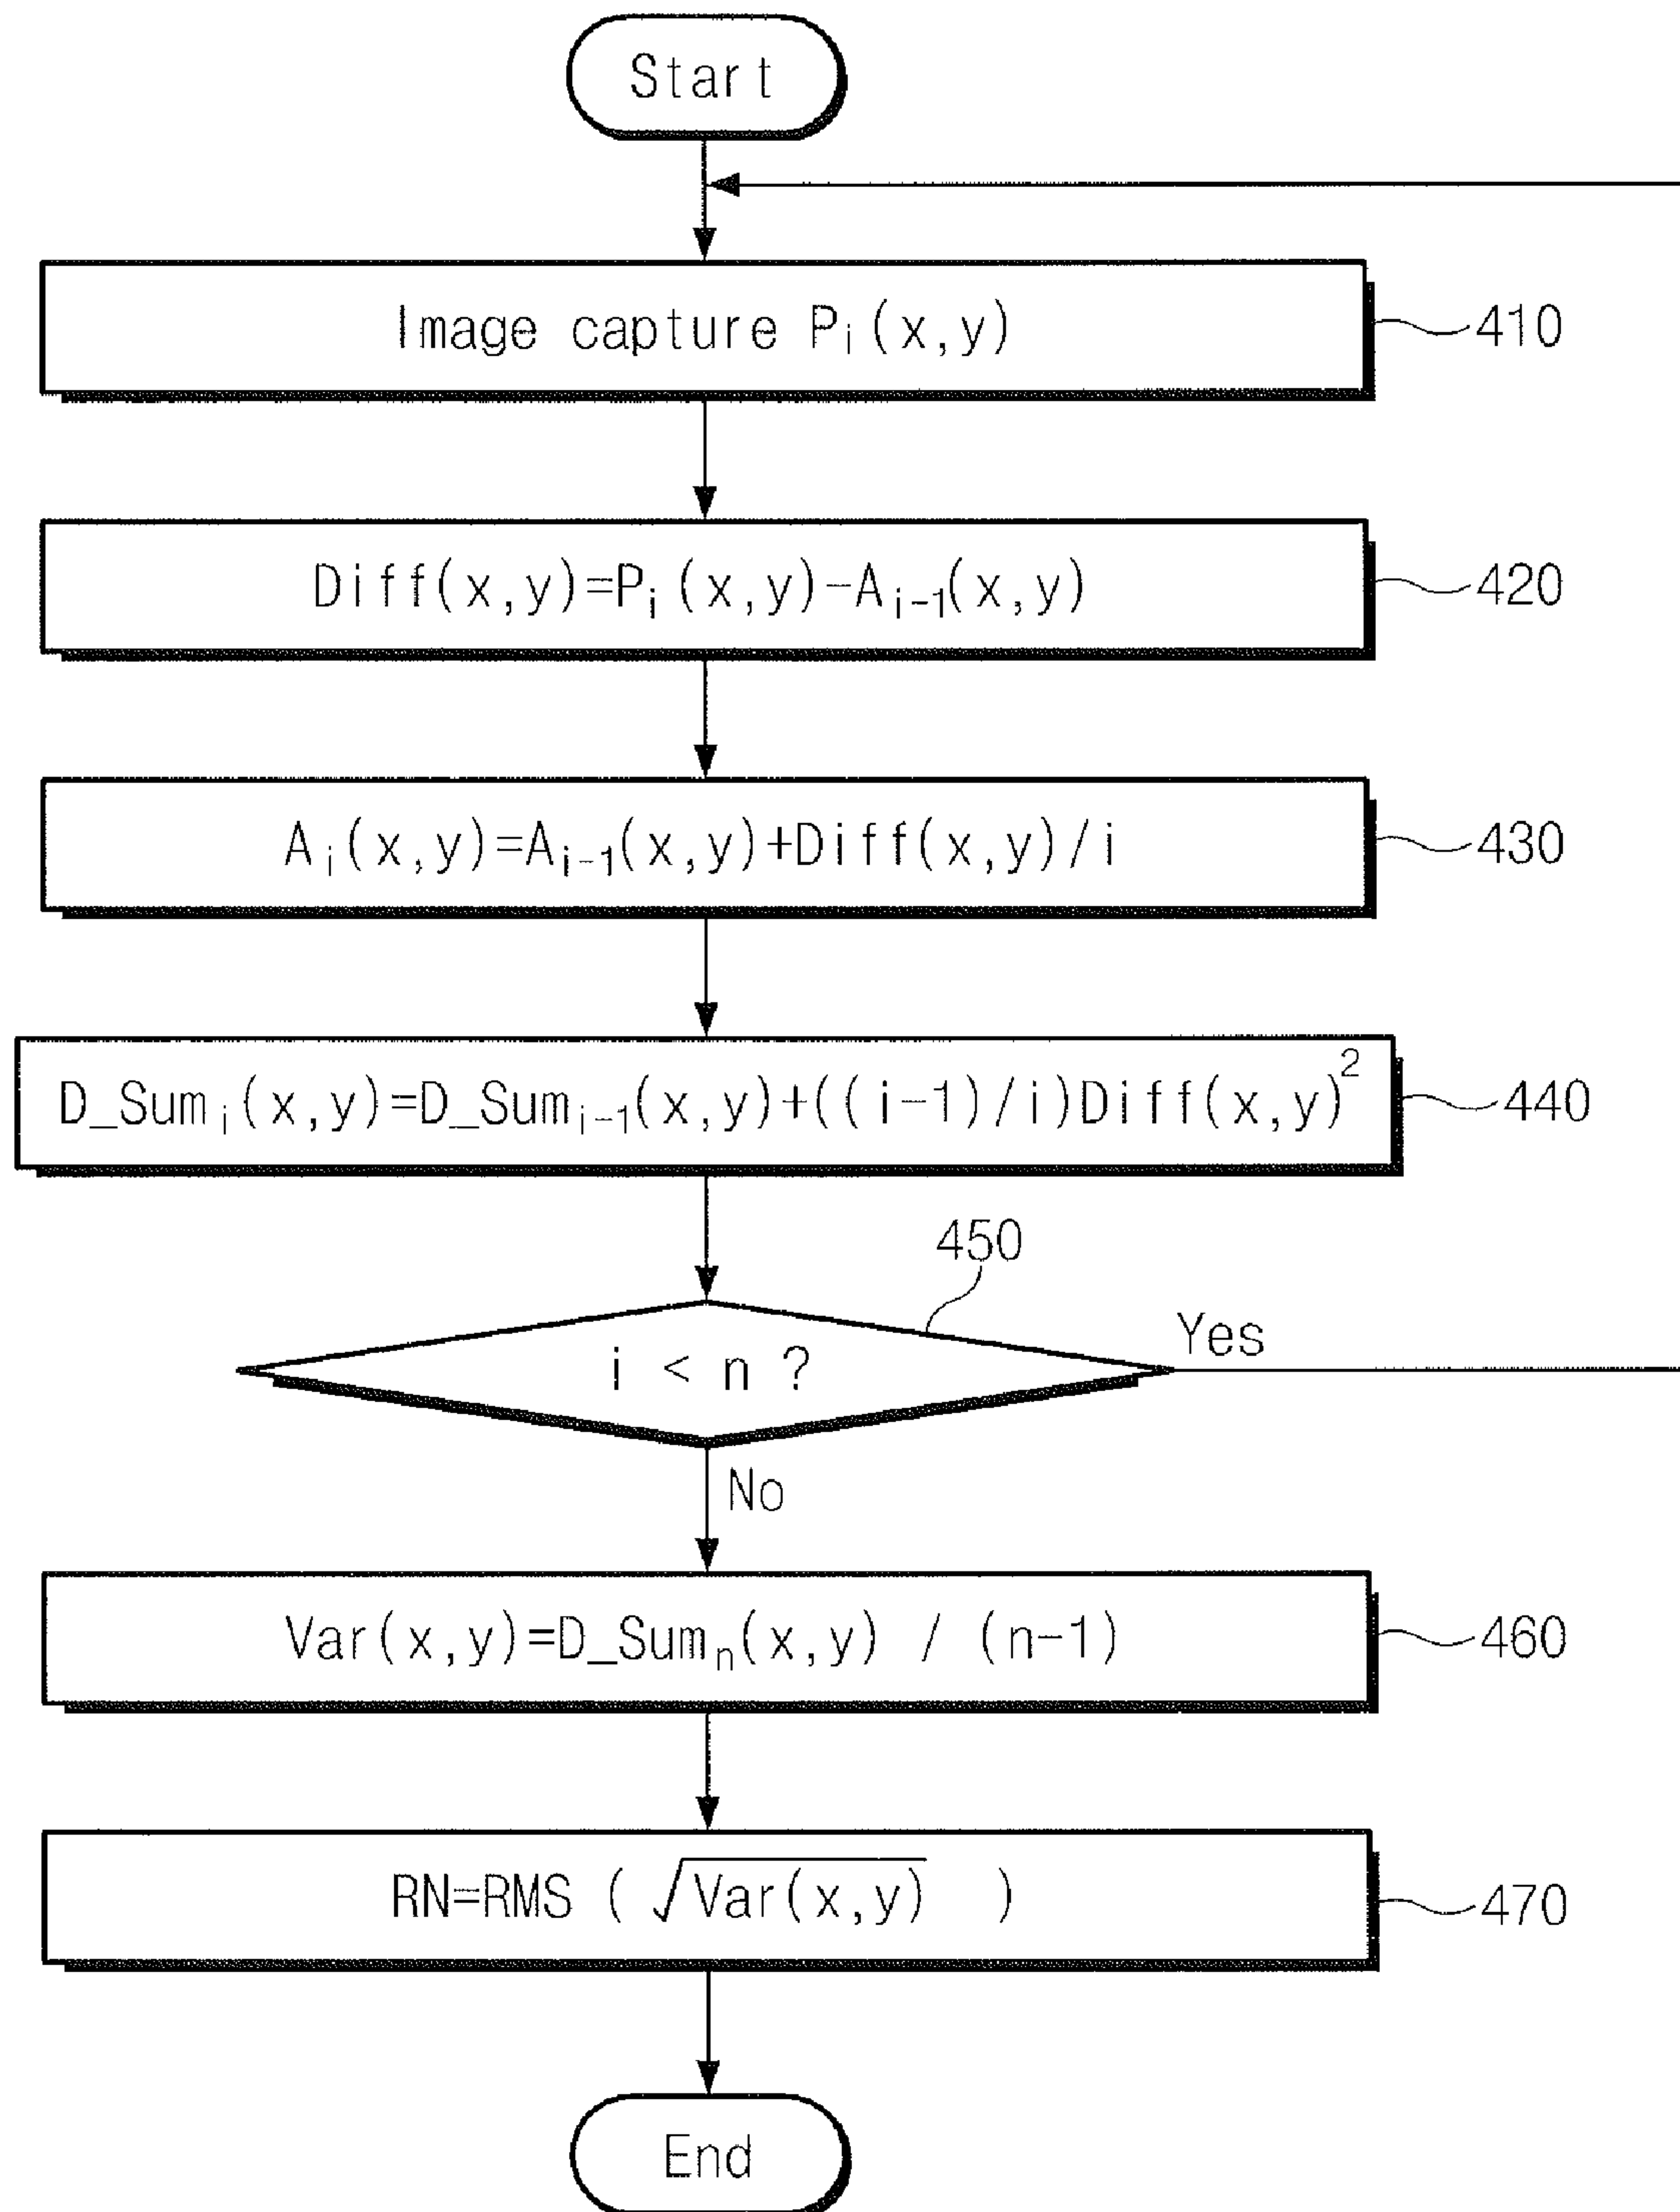 Start
Image capture Pᵢ(x,y)
410
Diff(x,y)=Pᵢ(x,y)-Aᵢ₋₁(x,y)
420
Aᵢ(x,y)=Aᵢ₋₁(x,y)+Diff(x,y)/i
430
D_Sumᵢ(x,y)=D_Sumᵢ₋₁(x,y)+((i-1)/i)Diff(x,y)²
440
450
i < n ?
Yes
No
Var(x,y)=D_Sumₙ(x,y) / (n-1)
460
RN=RMS ( √Var(x,y) )
470
End